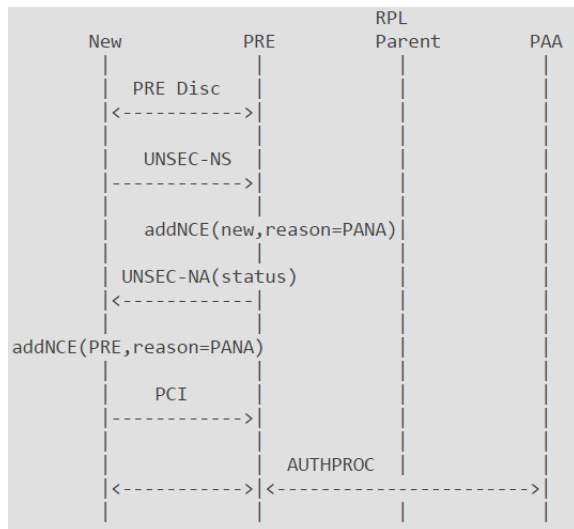 RPL
New PRE Parent PAA
PRE Disc
UNSEC-NS
addNCE(new,reason=PANA)
UNSEC-NA(status)
addNCE(PRE,reason=PANA)
PCI
AUTHPROC